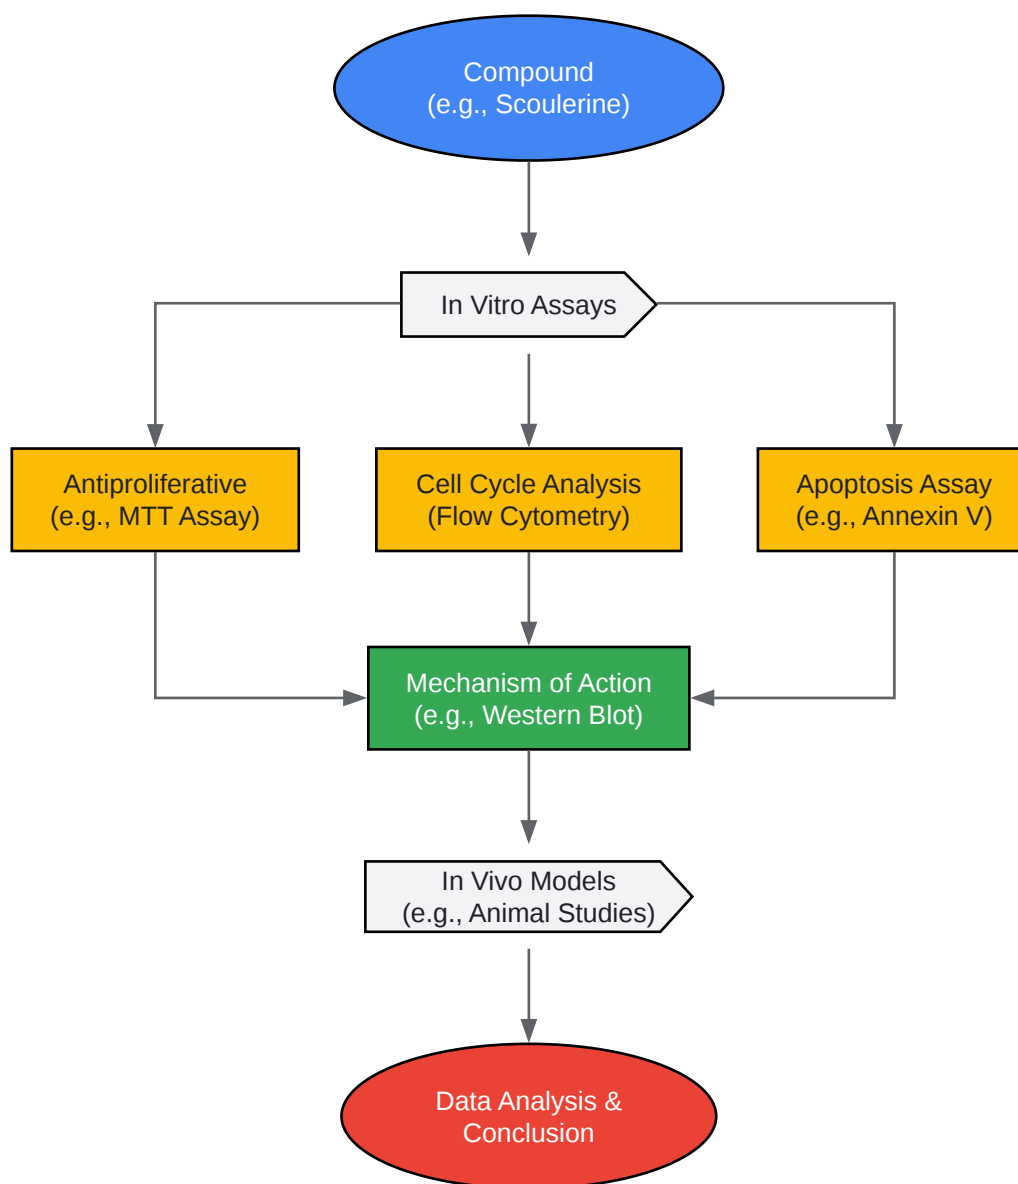 Compound
(e.g., Scoulerine)
In Vitro Assays
Antiproliferative
(e.g., MTT Assay)
Cell Cycle Analysis
(Flow Cytometry)
Apoptosis Assay
(e.g., Annexin V)
Mechanism of Action
(e.g., Western Blot)
In Vivo Models
(e.g., Animal Studies)
Data Analysis &
Conclusion